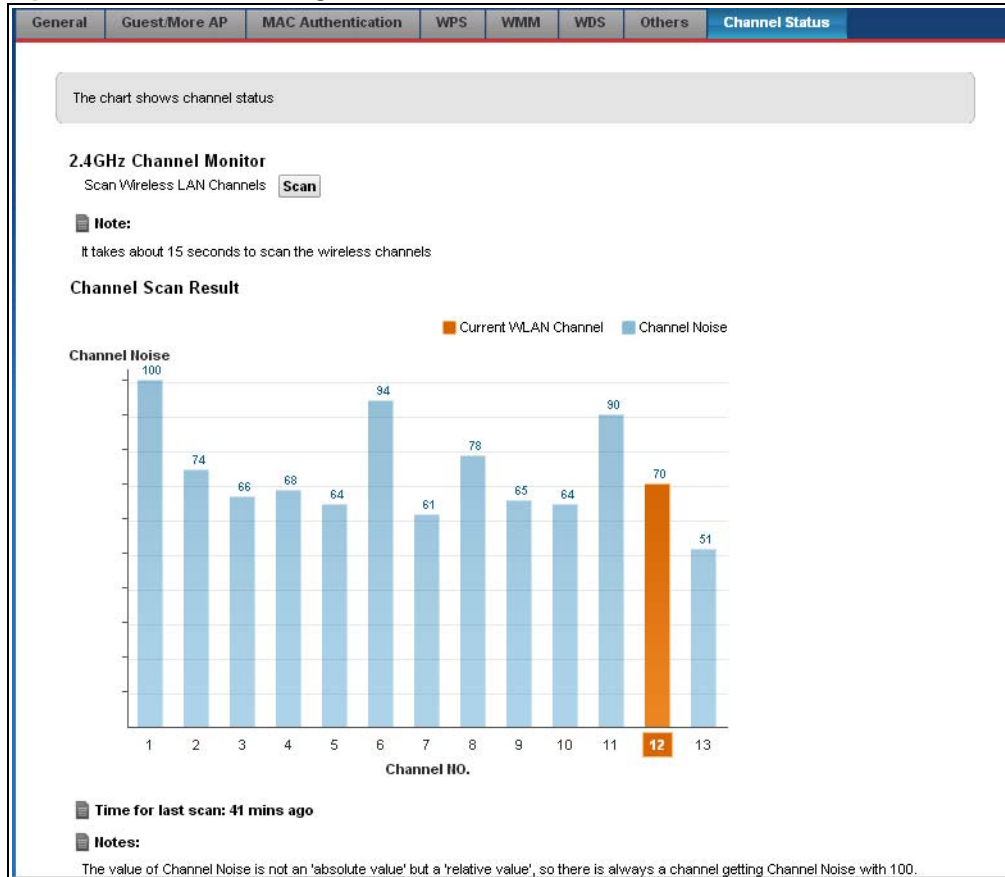 General Guest/More AP MAC Authentication WPS WMM WDS Others Channel Status
The chart shows channel status
2.4GHz Channel Monitor
Scan Wireless LAN Channels Scan
Note:
It takes about 15 seconds to scan the wireless channels
Channel Scan Result
Current WLAN Channel Channel Noise
Channel Noise
100 74 66 68 64 94 61 78 65 64 90 70 51
1 2 3 4 5 6 7 8 9 10 11 12 13
Channel NO.
Time for last scan: 41 mins ago
Notes:
The value of Channel Noise is not an 'absolute value' but a 'relative value', so there is always a channel getting Channel Noise with 100.